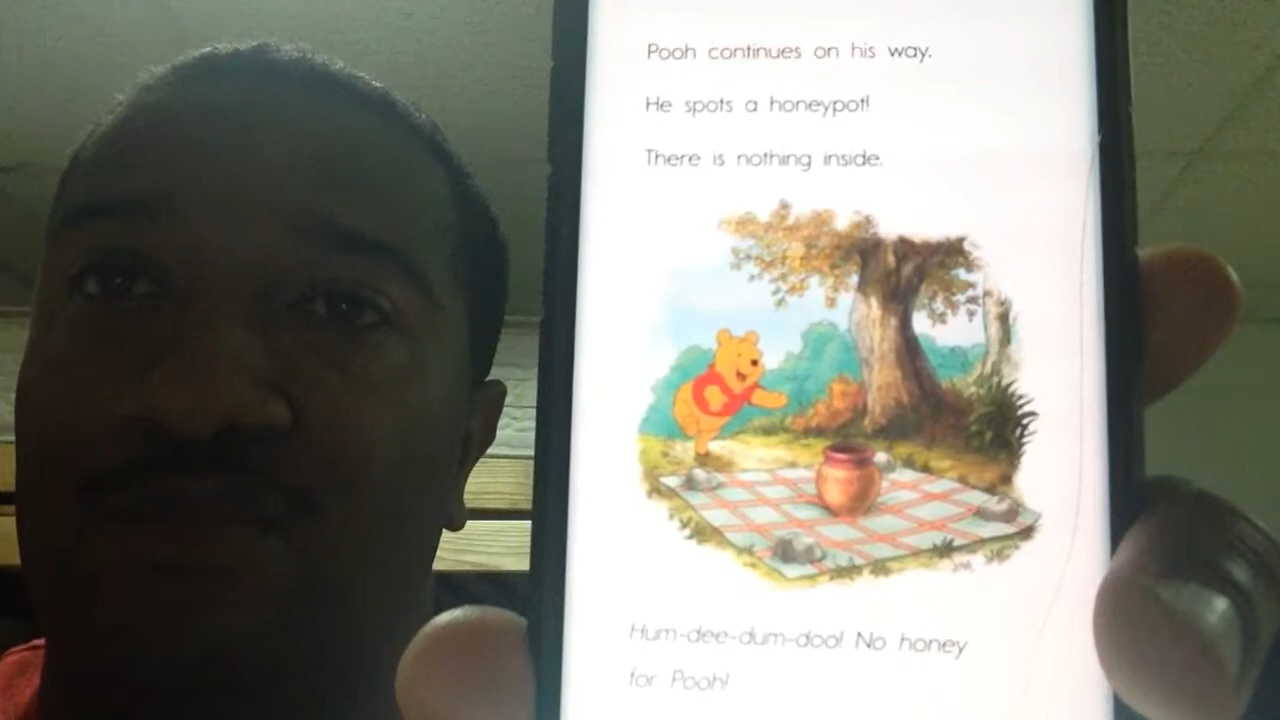 Pooh continues on his way.
He spots a honeypot!
There is nothing inside.
Hum-dee-dum-doo! No honey
for Pooh!